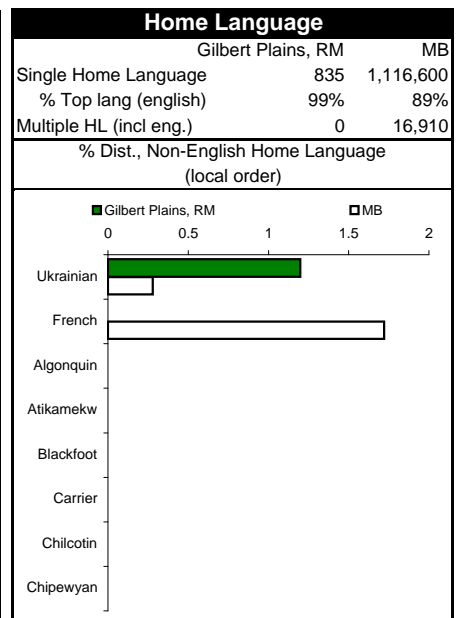 Home Language
Gilbert Plains, RM MB
Single Home Language 835 1,116,600
% Top lang (english) 99% 89%
Multiple HL (incl eng.) 0 16,910
% Dist., Non-English Home Language
(local order)
Gilbert Plains, RM MB
0 0.5 1 1.5 2
Ukrainian
French
Algonquin
Atikamekw
Blackfoot
Carrier
Chilcotin
Chipewyan